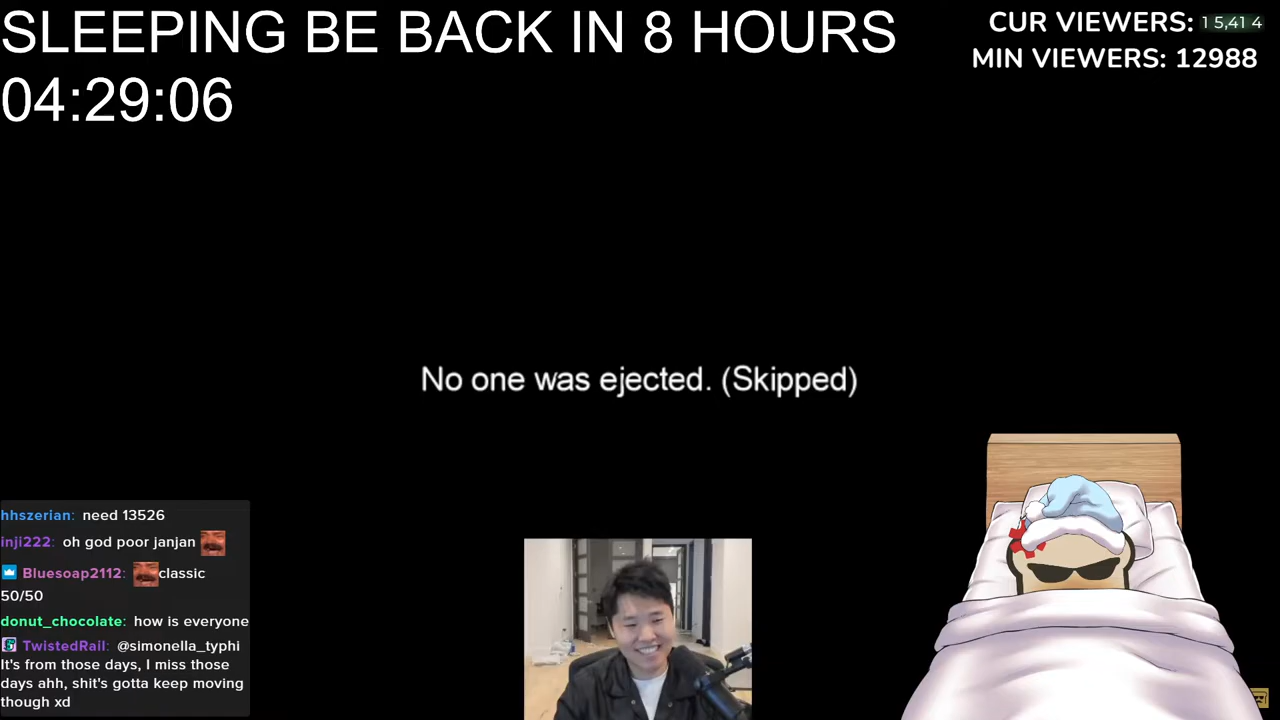 SLEEPING BE BACK IN 8 HOURS
04:29:06
CUR VIEWERS: 15,414
MIN VIEWERS: 12988
No one was ejected. (Skipped)
hhszerian: need 13526
inji222: oh god poor janjan
Bluesoap2112: classic
50/50
donut_chocolate: how is everyone
TwistedRail: @simonella_typhi
It's from those days, I miss those
days ahh, shit's gotta keep moving
though xd